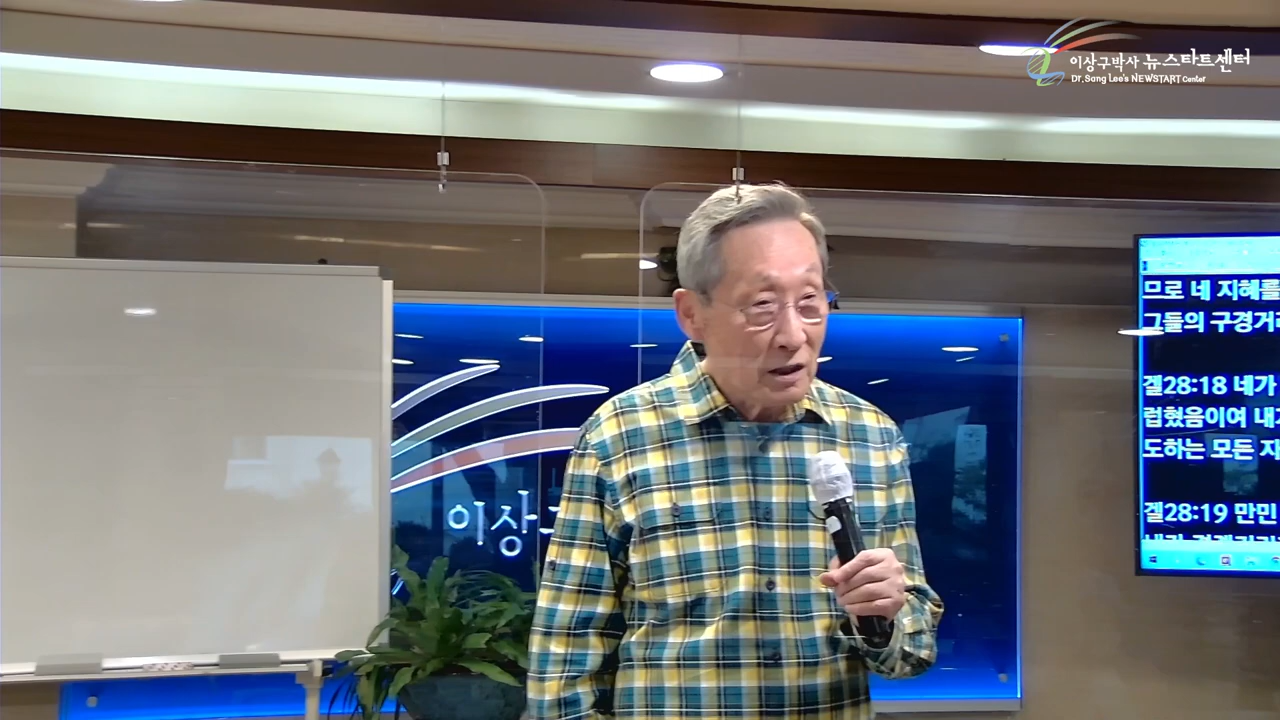 이상구박사 뉴스타트센터
Dr. Sang Lee's NEWSTART Center
므로 네 지혜를
그들의 구경거리
겔28:18 네가
럽혔음이여 내가
도하는 모든 자
겔28:19 만민
이상구